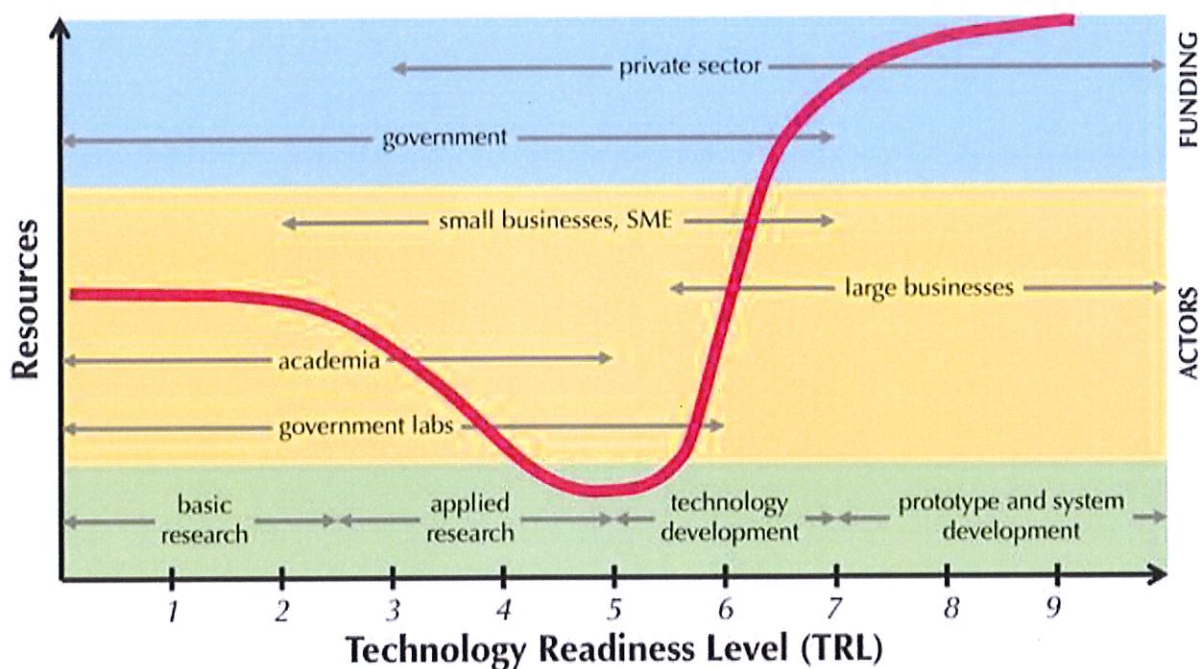 FUNDING
private sector
government
small businesses, SME
large businesses
ACTORS
academia
government labs
basic
research
applied
research
technology
development
prototype and system
development
Resources
1 2 3 4 5 6 7 8 9
Technology Readiness Level (TRL)